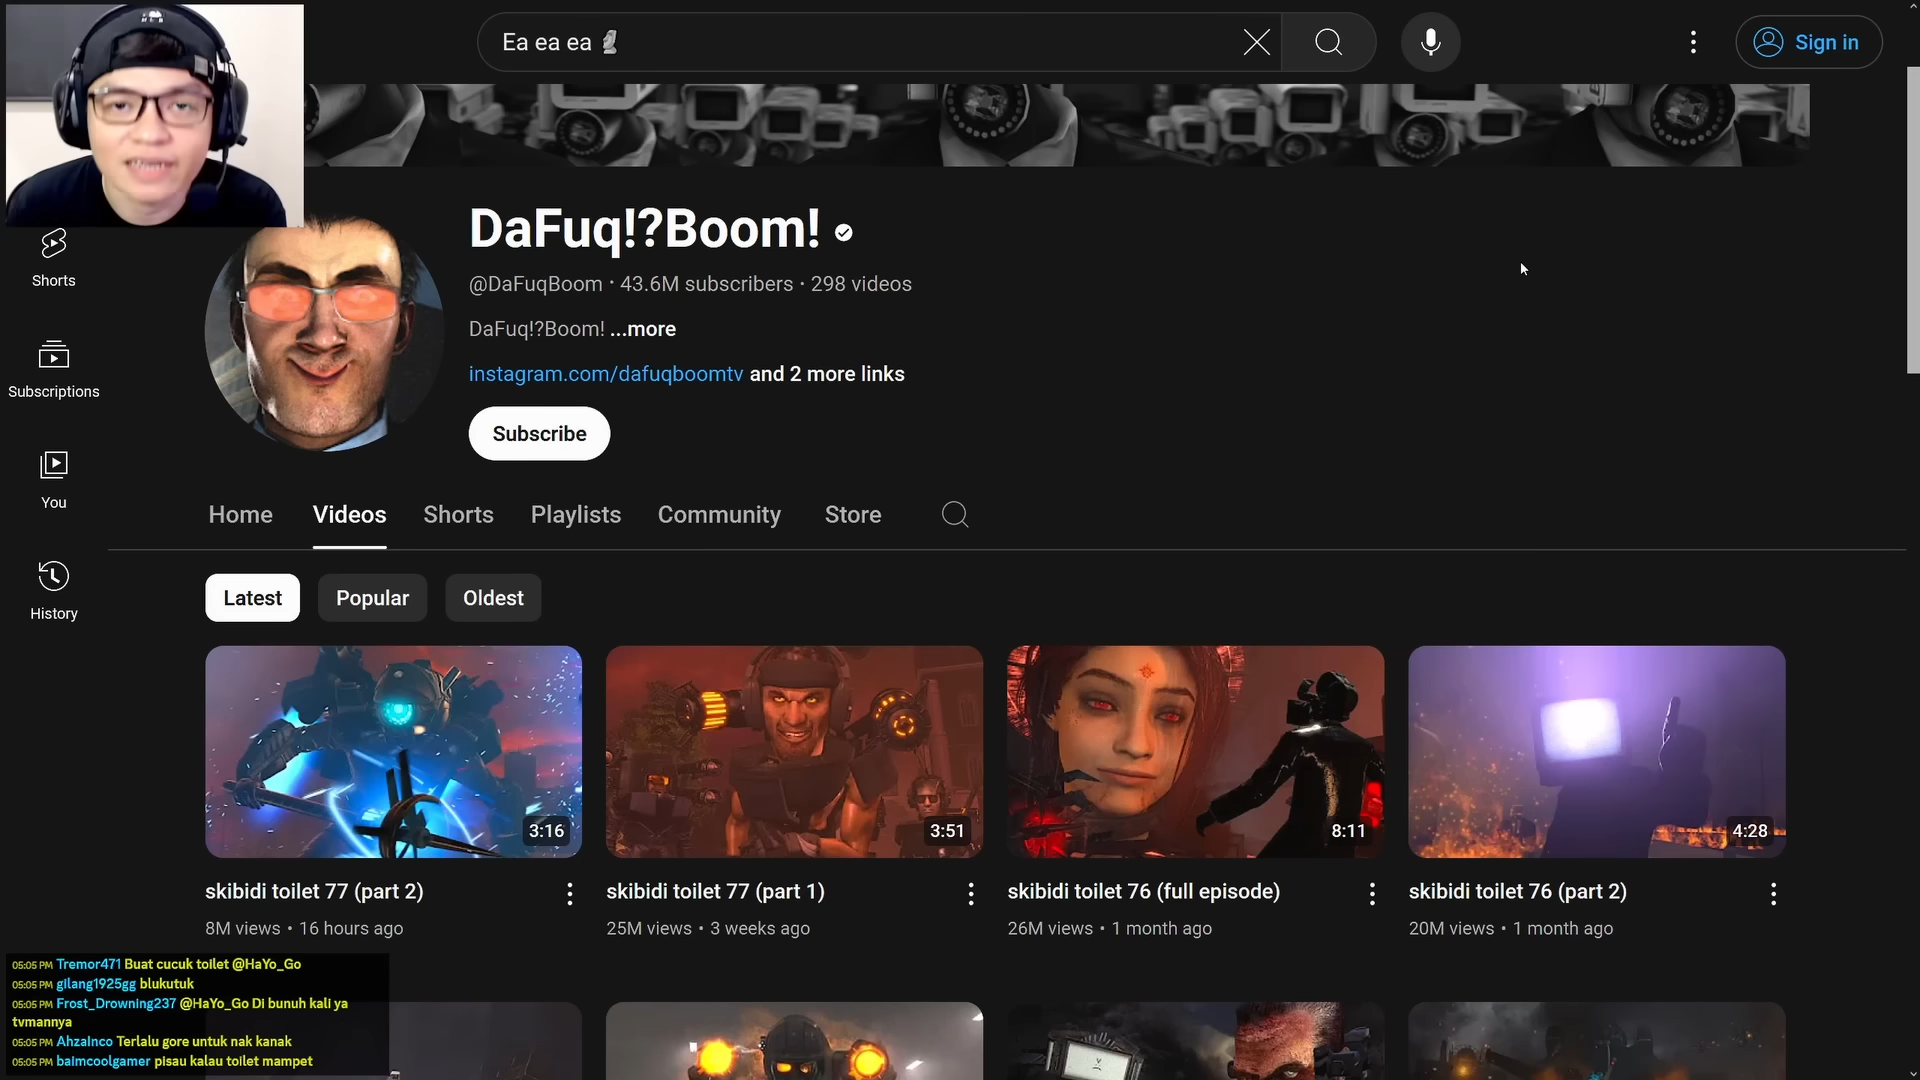 Ea ea ea 🗿
Sign in
DaFuq!?Boom!
@DaFuqBoom · 43.6M subscribers · 298 videos
DaFuq!?Boom! ...more
instagram.com/dafuqboomtv and 2 more links
Subscribe
Shorts
Subscriptions
You
History
Home Videos Shorts Playlists Community Store
Latest Popular Oldest
3:16 3:51 8:11 4:28
skibidi toilet 77 (part 2)
8M views • 16 hours ago
skibidi toilet 77 (part 1)
25M views • 3 weeks ago
skibidi toilet 76 (full episode)
26M views • 1 month ago
skibidi toilet 76 (part 2)
20M views • 1 month ago
05:05 PM Tremor471 Buat cucuk toilet @HaYo_Go
05:05 PM gilang1925gg blukutuk
05:05 PM Frost_Drowning237 @HaYo_Go Di bunuh kali ya
tvmannya
05:05 PM AhzaInco Terlalu gore untuk nak kanak
05:05 PM baimcoolgamer pisau kalau toilet mampet